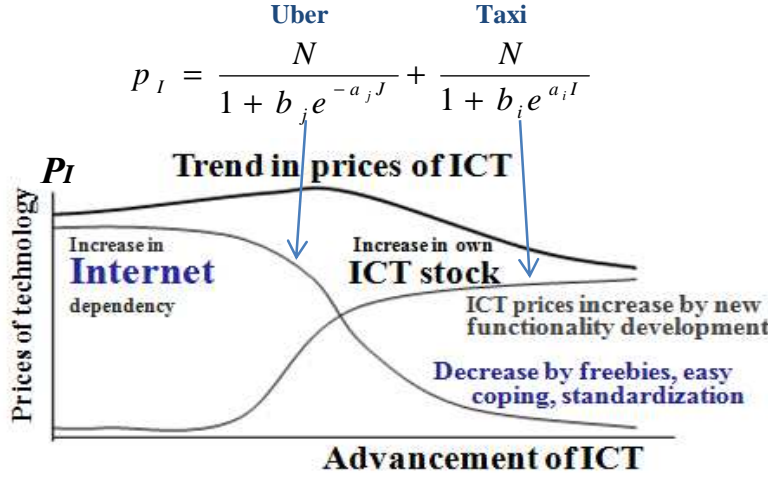 Uber Taxi
p_I = N / (1 + b_j e^{-a_j J}) + N / (1 + b_i e^{a_i I})
P_I Trend in prices of ICT
Prices of technology
Increase in
Internet
dependency
Increase in own
ICT stock
ICT prices increase by new
functionality development
Decrease by freebies, easy
coping, standardization
Advancement of ICT